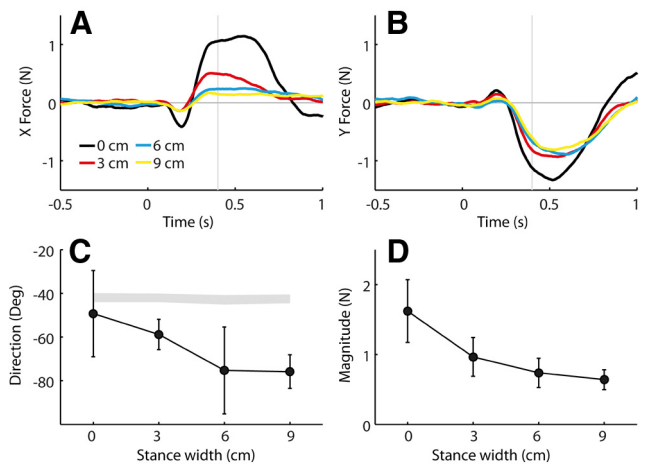 A
X Force (N)
1
0
-1
0 cm
6 cm
3 cm
9 cm
-0.5
0
0.5
1
Time (s)
B
Y Force (N)
1
0
-1
-0.5
0
0.5
1
Time (s)
C
Direction (Deg)
-20
-40
-60
-80
0
3
6
9
Stance width (cm)
D
Magnitude (N)
2
1
0
0
3
6
9
Stance width (cm)